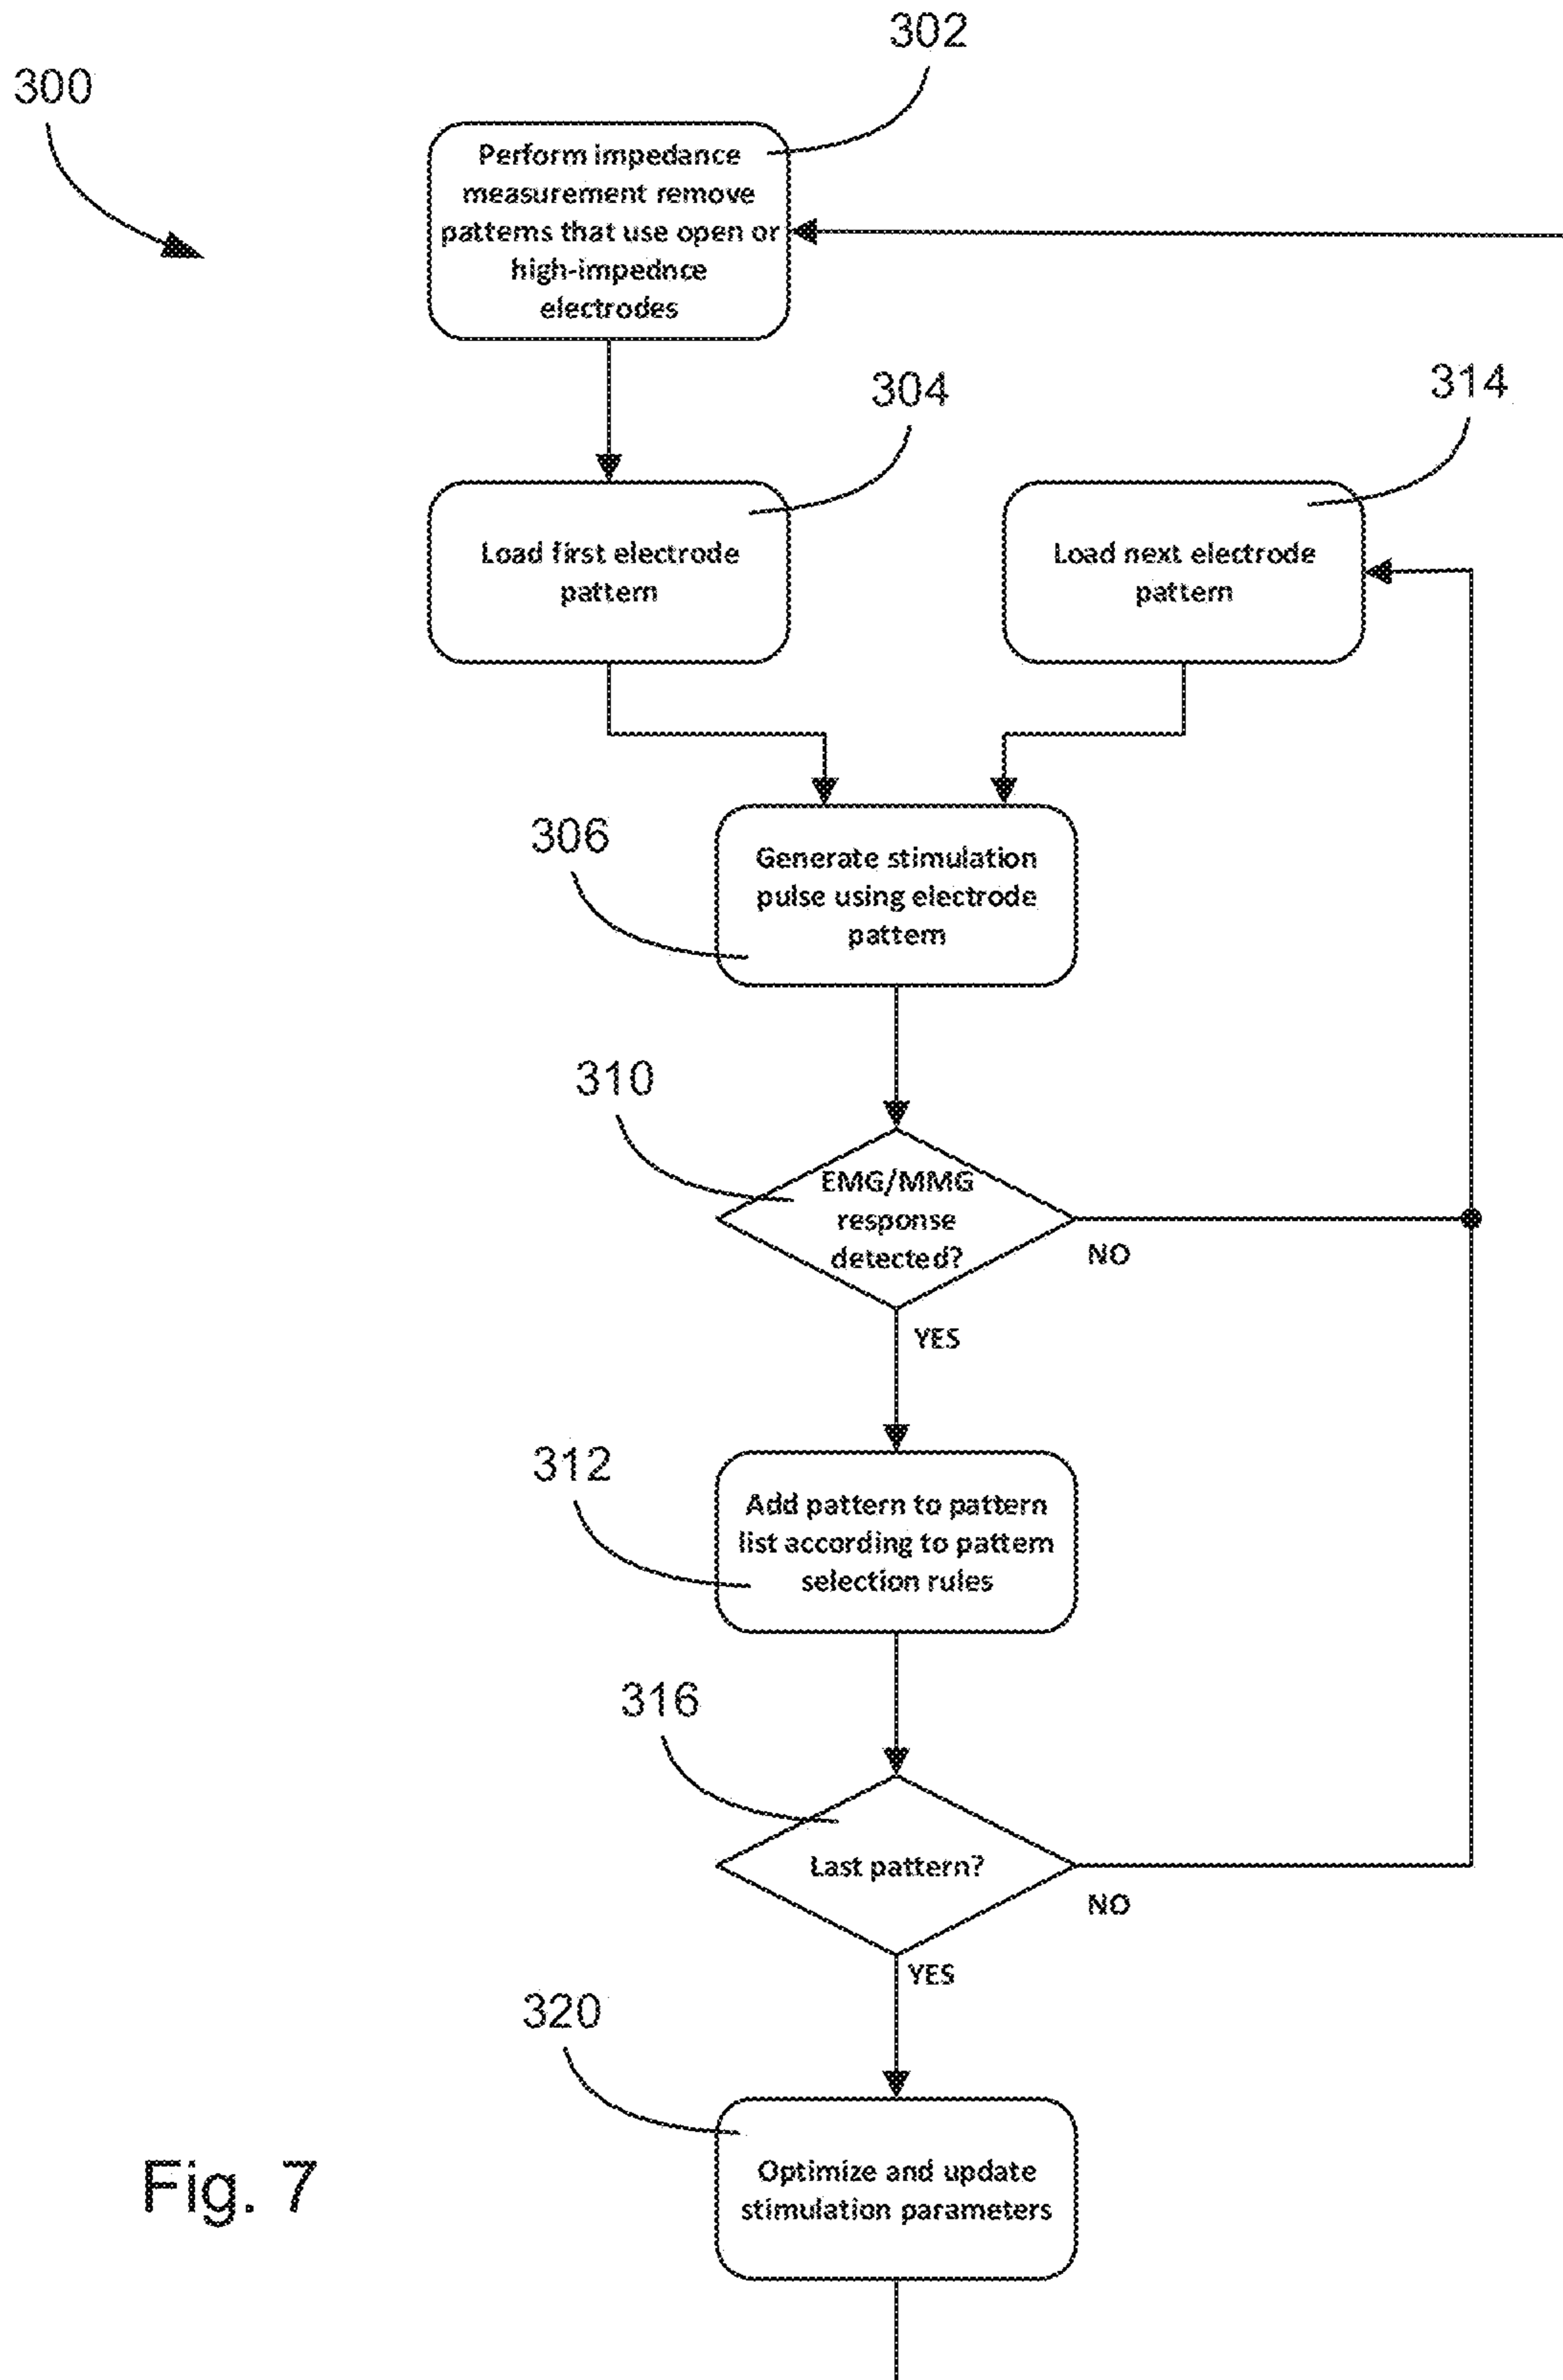 302
300
Perform impedance
measurement remove
patterns that use open or
high-impednce
electrodes
304
314
Load first electrode
pattern
Load next electrode
pattern
306
Generate stimulation
pulse using electrode
pattern
310
EMG/MMG
response
detected?
NO
YES
312
Add pattern to pattern
list according to pattern
selection rules
316
Last pattern?
NO
YES
320
Optimize and update
stimulation parameters
Fig. 7